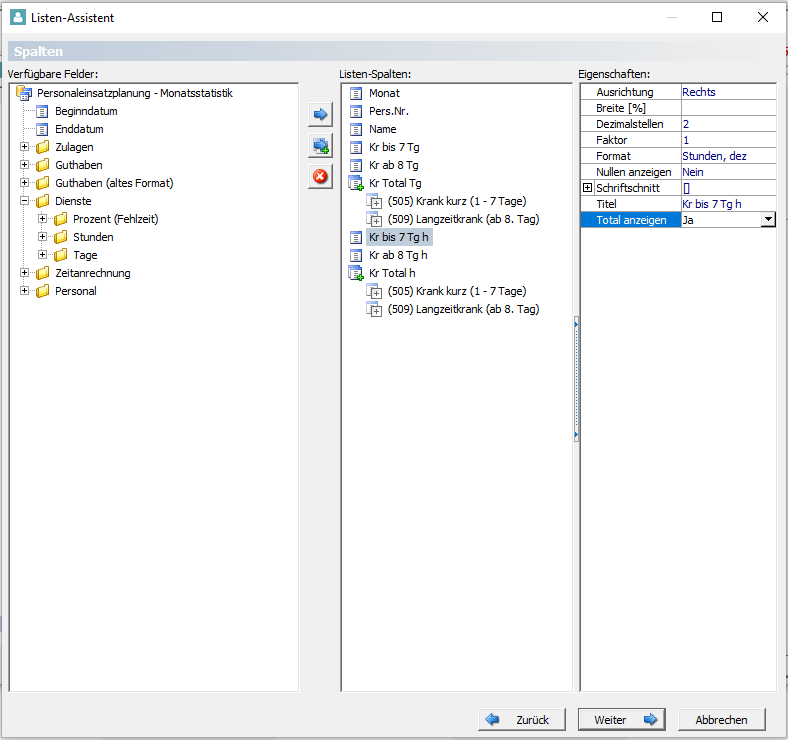 Listen-Assistent
Spalten
Verfügbare Felder:
Personaleinsatzplanung - Monatsstatistik
Beginndatum
Enddatum
Zulagen
Guthaben
Guthaben (altes Format)
Dienste
Prozent (Fehlzeit)
Stunden
Tage
Zeitanrechnung
Personal
Listen-Spalten:
Monat
Pers.Nr.
Name
Kr bis 7 Tg
Kr ab 8 Tg
Kr Total Tg
(505) Krank kurz (1 - 7 Tage)
(509) Langzeitkrank (ab 8. Tag)
Kr bis 7 Tg h
Kr ab 8 Tg h
Kr Total h
(505) Krank kurz (1 - 7 Tage)
(509) Langzeitkrank (ab 8. Tag)
Eigenschaften:
Ausrichtung Rechts
Breite [%]
Dezimalstellen 2
Faktor 1
Format Stunden, dez
Nullen anzeigen Nein
Schriftschnitt []
Titel Kr bis 7 Tg h
Total anzeigen Ja
Zurück Weiter Abbrechen